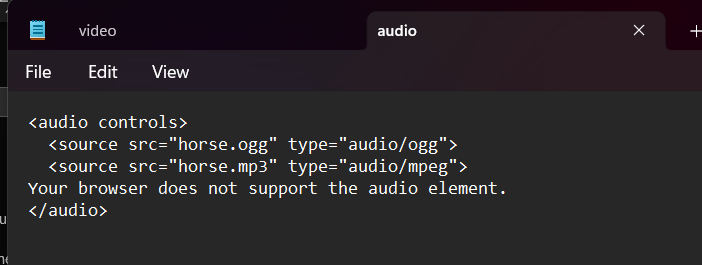 video
audio
File Edit View
<audio controls>
  <source src="horse.ogg" type="audio/ogg">
  <source src="horse.mp3" type="audio/mpeg">
Your browser does not support the audio element.
</audio>